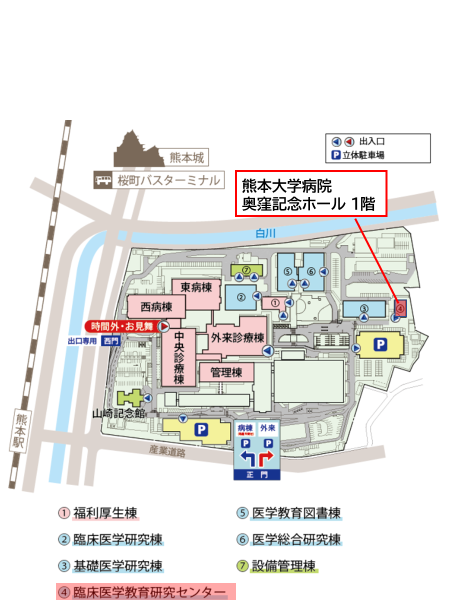 出入口
P 立体駐車場
熊本城
桜町バスターミナル
熊本大学病院
奥窪記念ホール 1階
白川
⑦
⑤
⑥
東病棟
②
①
③
④
西病棟
時間外・お見舞
出口専用 西門
中央診療棟
外来診療棟
P
管理棟
山崎記念館
P
熊本駅
病棟 外来
P P
正門
産業道路
① 福利厚生棟
② 臨床医学研究棟
③ 基礎医学研究棟
④ 臨床医学教育研究センター
⑤ 医学教育図書棟
⑥ 医学総合研究棟
⑦ 設備管理棟